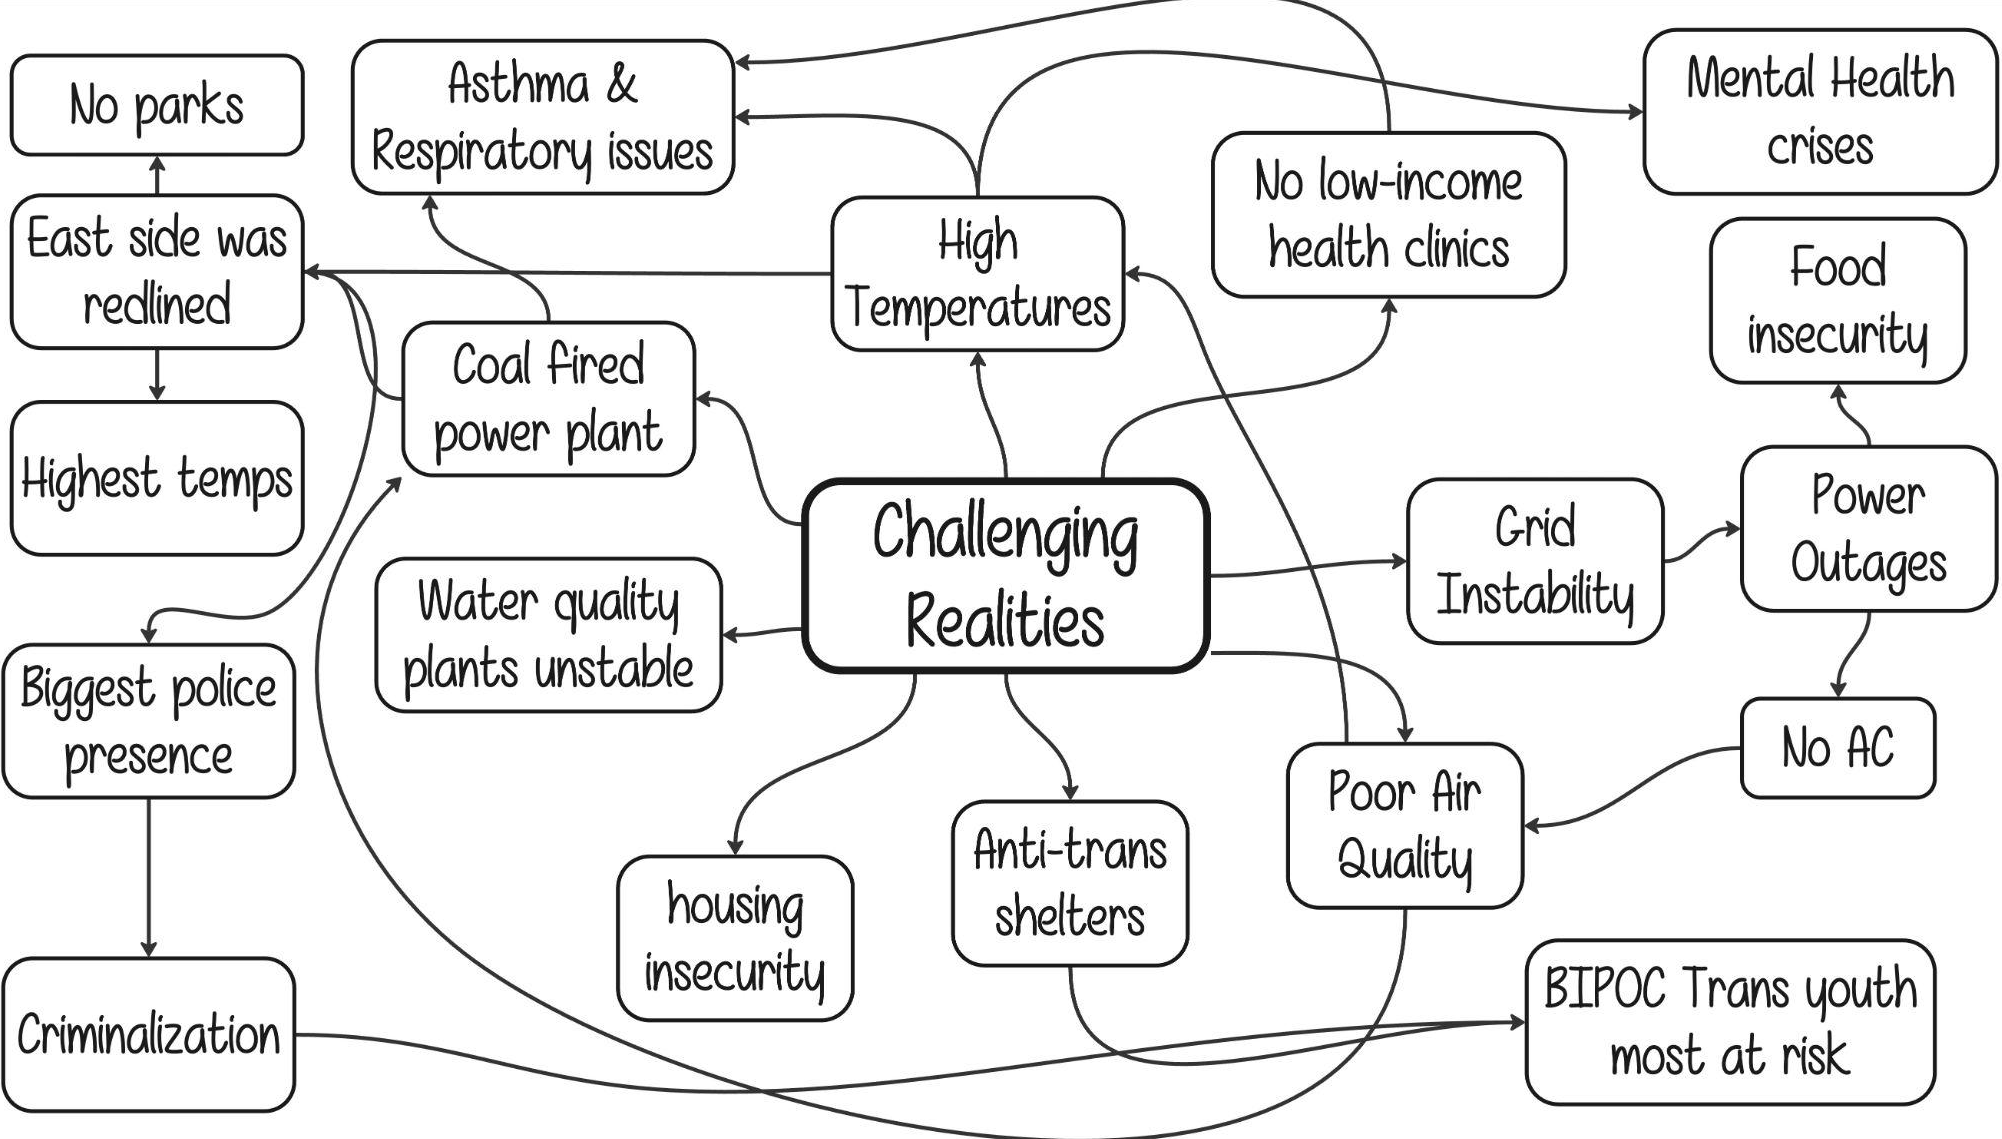 No parks
Asthma &
Respiratory issues
Mental Health
crises
No low-income
health clinics
East side was
redlined
High
Temperatures
Food
insecurity
Coal fired
power plant
Highest temps
Challenging
Realities
Grid
Instability
Power
Outages
Water quality
plants unstable
Biggest police
presence
No AC
Poor Air
Quality
Anti-trans
shelters
housing
insecurity
Criminalization
BIPOC Trans youth
most at risk